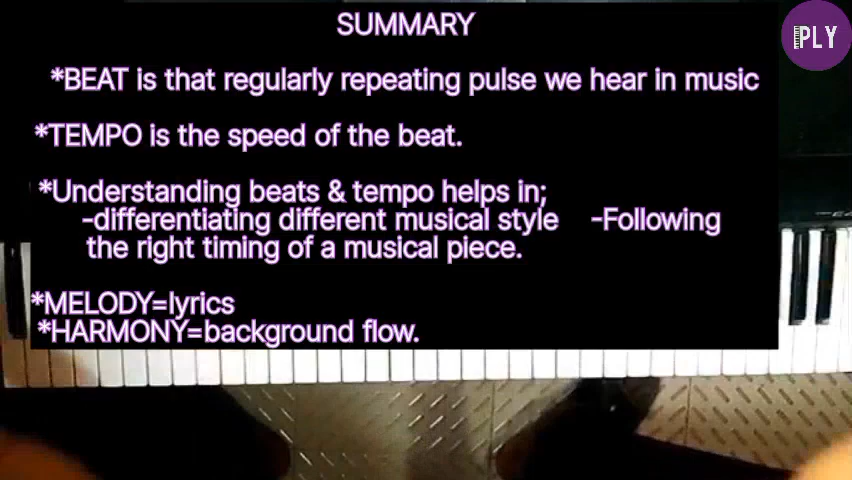 SUMMARY
PLY
*BEAT is that regularly repeating pulse we hear in music
*TEMPO is the speed of the beat.
*Understanding beats & tempo helps in;
-differentiating different musical style -Following
the right timing of a musical piece.
*MELODY=lyrics
*HARMONY=background flow.